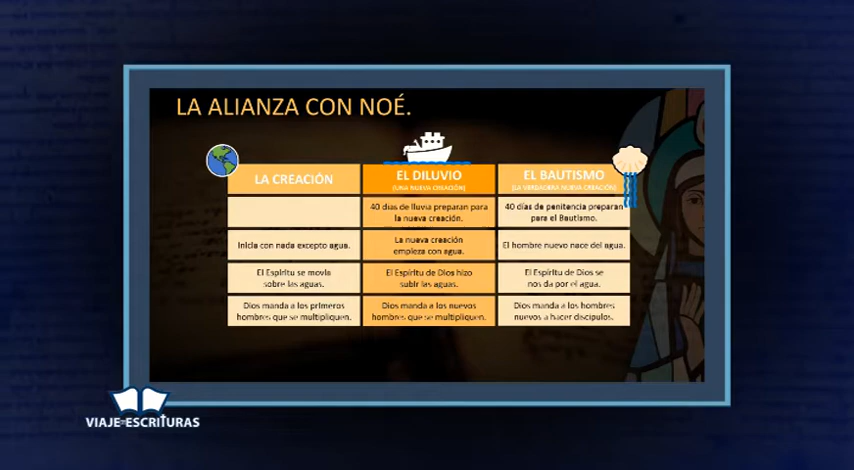 LA ALIANZA CON NOÉ.
LA CREACIÓN
EL DILUVIO
(UNA NUEVA CREACIÓN)
EL BAUTISMO
(LA VERDADERA NUEVA CREACIÓN)
40 días de lluvia preparan para
la nueva creación.
40 días de penitencia preparan
para el Bautismo.
Inicia con nada excepto agua.
La nueva creación
empieza con agua.
El hombre nuevo nace del agua.
El Espíritu se movía
sobre las aguas.
El Espíritu de Dios hizo
subir las aguas.
El Espíritu de Dios se
nos da por el agua.
Dios manda a los primeros
hombres que se multipliquen.
Dios manda a los nuevos
hombres que se multipliquen.
Dios manda a los hombres
nuevos a hacer discípulos.
VIAJE POR LAS ESCRITURAS